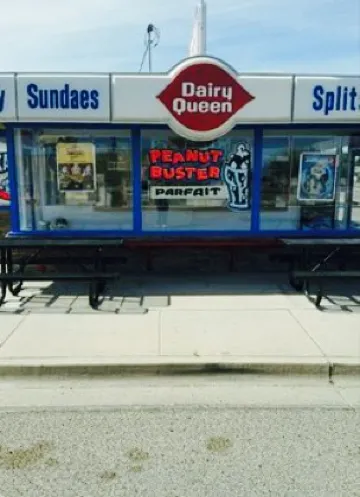 y Sundaes
Dairy
Queen
Split
PEANUT
BUSTER
PARFAIT